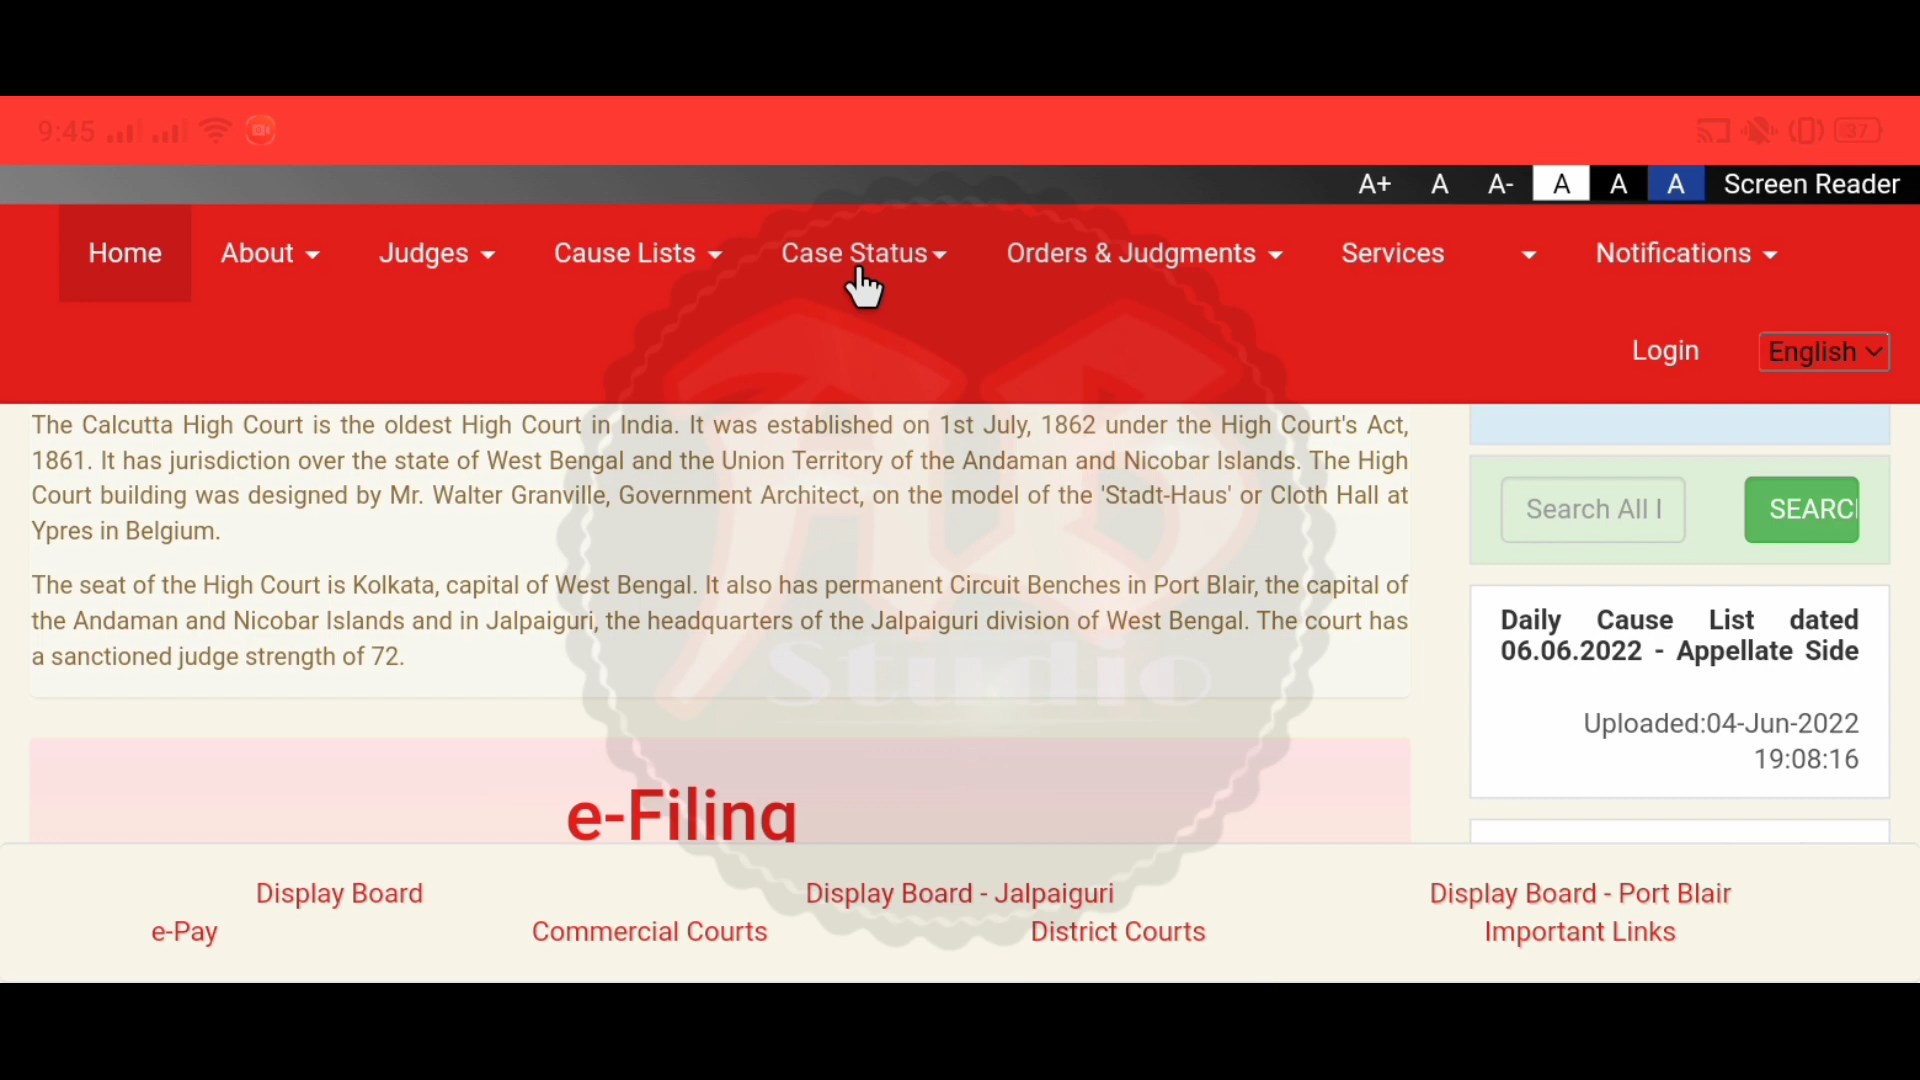 9:45 37
A+ A A- A A A Screen Reader
Home About Judges Cause Lists Case Status Orders & Judgments Services Notifications
Login English
The Calcutta High Court is the oldest High Court in India. It was established on 1st July, 1862 under the High Court's Act,
1861. It has jurisdiction over the state of West Bengal and the Union Territory of the Andaman and Nicobar Islands. The High
Court building was designed by Mr. Walter Granville, Government Architect, on the model of the 'Stadt-Haus' or Cloth Hall at
Ypres in Belgium.
The seat of the High Court is Kolkata, capital of West Bengal. It also has permanent Circuit Benches in Port Blair, the capital of
the Andaman and Nicobar Islands and in Jalpaiguri, the headquarters of the Jalpaiguri division of West Bengal. The court has
a sanctioned judge strength of 72.
e-Filing
Search All
SEARC
Daily Cause List dated
06.06.2022 - Appellate Side
Uploaded:04-Jun-2022
19:08:16
Studio
Display Board Display Board - Jalpaiguri Display Board - Port Blair
e-Pay Commercial Courts District Courts Important Links